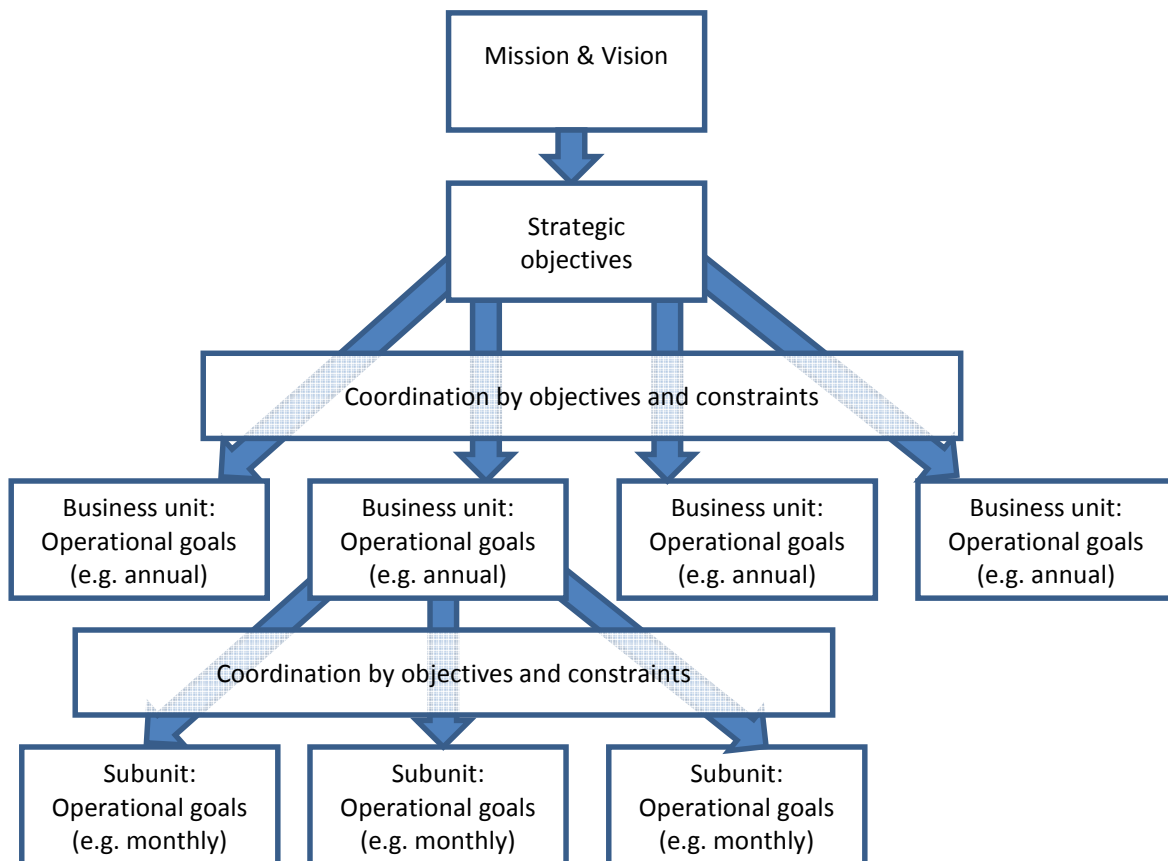 Mission & Vision
Strategic
objectives
Coordination by objectives and constraints
Business unit:
Operational goals
(e.g. annual)
Business unit:
Operational goals
(e.g. annual)
Business unit:
Operational goals
(e.g. annual)
Business unit:
Operational goals
(e.g. annual)
Coordination by objectives and constraints
Subunit:
Operational goals
(e.g. monthly)
Subunit:
Operational goals
(e.g. monthly)
Subunit:
Operational goals
(e.g. monthly)